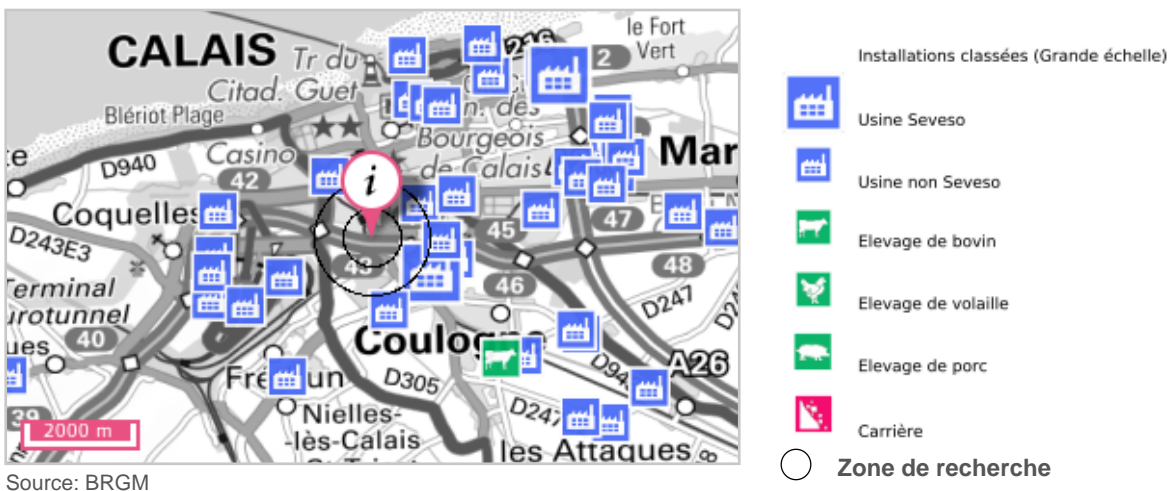 CALAIS
Tr du
Guet
Citad.
le Fort
Vert
2
Blériot Plage
Bourgeois
de Calais
des
D940
Casino
42
Mar
i
Coquelles
D243E3
45
47
43
46
48
Terminal
urotunnel
40
ues
Coulogn
D247
A26
D305
Nielles-
-lès-Calais
D247
les Attaques
39
2000 m
Source: BRGM
Installations classées (Grande échelle)
Usine Seveso
Usine non Seveso
Elevage de bovin
Elevage de volaille
Elevage de porc
Carrière
Zone de recherche